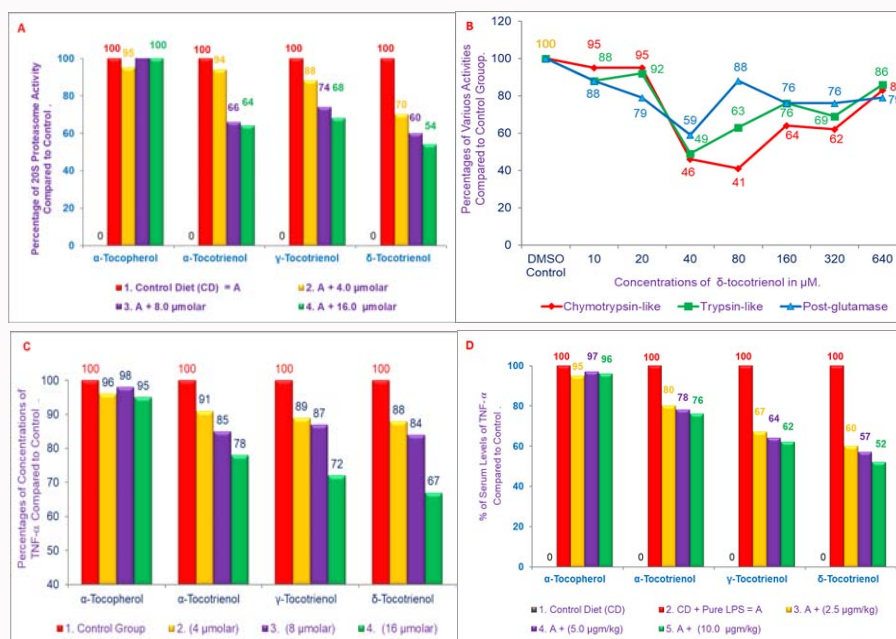 A
Percentage of 20S Proteasome Activity
Compared to Control .
100
80
60
40
20
0
0
100
95
100
0
100
94
66
64
0
100
88
74
68
0
100
70
60
54
α-Tocopherol
α-Tocotrienol
γ-Tocotrienol
δ-Tocotrienol
1. Control Diet (CD) = A
2. A + 4.0 µmolar
3. A + 8.0 µmolar
4. A + 16.0 µmolar
B
Percentages of Variuos Activities
Compared to Control Grouop.
120
100
80
60
40
20
0
100
95
88
88
95
92
79
59
49
46
88
63
41
76
76
64
76
69
62
86
DMSO
Control
10
20
40
80
160
320
640
Concentrations of δ-tocotrienol in µM.
Chymotrypsin-like
Trypsin-like
Post-glutamase
C
Percentages of Concentrations of
TNF-α Compared to Control .
100
90
80
70
60
50
40
100
96
98
95
100
91
85
78
100
89
87
72
100
88
84
67
α-Tocopherol
α-Tocotrienol
γ-Tocotrienol
δ-Tocotrienol
1. Control Group
2. (4 µmolar)
3. (8 µmolar)
4. (16 µmolar)
D
% of Serum Levels of TNF-α
Compared to Control .
100
80
60
40
20
0
0
100
95
97
96
0
100
80
78
76
0
100
67
64
62
0
100
60
57
52
α-Tocopherol
α-Tocotrienol
γ-Tocotrienol
δ-Tocotrienol
1. Control Diet (CD)
2. CD + Pure LPS = A
3. A + (2.5 µgm/kg)
4. A + (5.0 µgm/kg)
5. A + (10.0 µgm/kg)